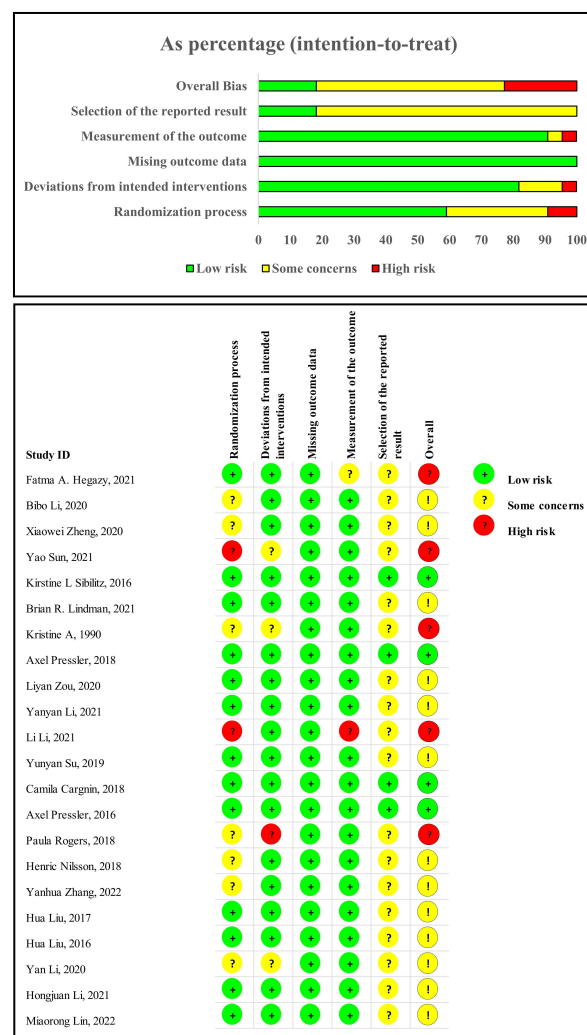 As percentage (intention-to-treat)
Overall Bias
Selection of the reported result
Measurement of the outcome
Mising outcome data
Deviations from intended interventions
Randomization process
0 10 20 30 40 50 60 70 80 90 100
Low risk Some concerns High risk
Study ID
Randomization process
Deviations from intended
interventions
Missing outcome data
Measurement of the outcome
Selection of the reported
result
Overall
Fatma A. Hegazy, 2021 + + + ? ? ?
Bibo Li, 2020 ? + + + ? !
Xiaowei Zheng, 2020 ? + + + ? !
Yao Sun, 2021 ? ? + + ? ?
Kirstine L Sibilitz, 2016 + + + + + +
Brian R. Lindman, 2021 + + + + ? !
Kristine A, 1990 ? ? + + ? ?
Axel Pressler, 2018 + + + + + +
Liyan Zou, 2020 + + + + ? !
Yanyan Li, 2021 + + + + ? !
Li Li, 2021 ? + + ? ? ?
Yunyan Su, 2019 + + + + ? !
Camila Cargnin, 2018 + + + + + +
Axel Pressler, 2016 + + + + + +
Paula Rogers, 2018 ? ? + + ? ?
Henric Nilsson, 2018 ? + + + ? !
Yanhua Zhang, 2022 ? + + + ? !
Hua Liu, 2017 + + + + ? !
Hua Liu, 2016 + + + + ? !
Yan Li, 2020 ? ? + + ? !
Hongjuan Li, 2021 + + + + ? !
Miaorong Lin, 2022 + + + + ? !
+ Low risk
? Some concerns
? High risk